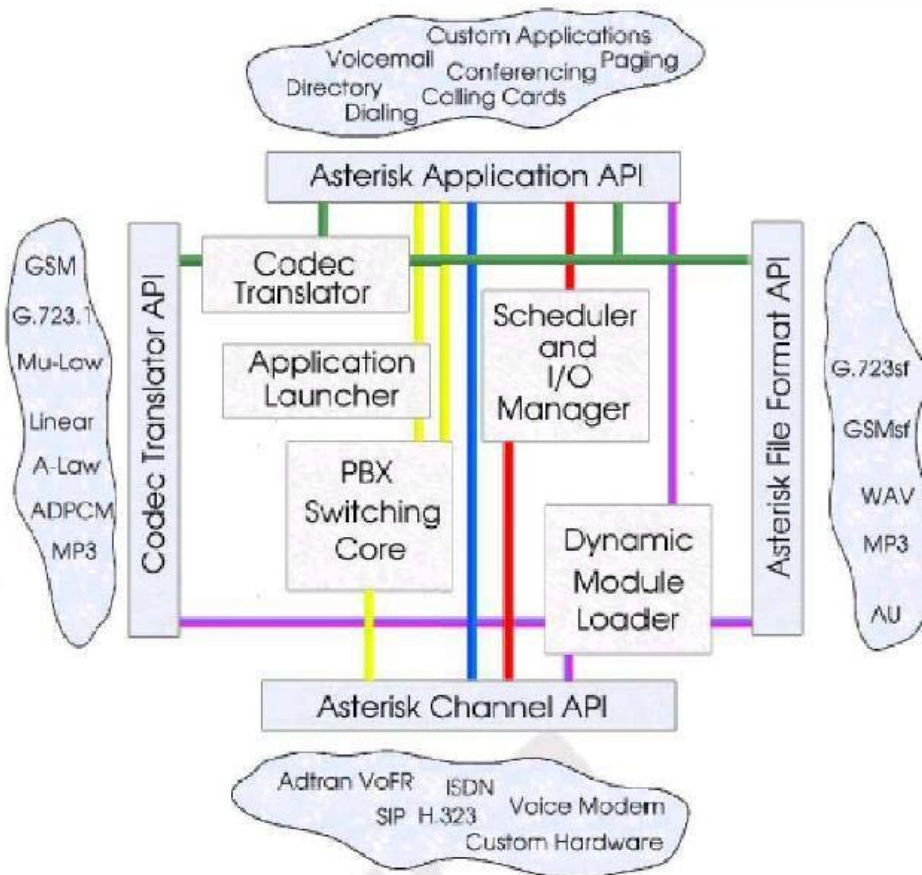 Custom Applications
Voicemail
Paging
Conferencing
Directory
Calling Cards
Dialing
Asterisk Application API
Codec Translator API
Asterisk File Format API
GSM
G.723.1
Mu-Law
Linear
A-Law
ADPCM
MP3
Codec
Translator
Application
Launcher
Scheduler
and
I/O
Manager
PBX
Switching
Core
Dynamic
Module
Loader
G.723sf
GSMsf
WAV
MP3
AU
Asterisk Channel API
Adtran VoFR
ISDN
SIP H.323
Voice Modem
Custom Hardware